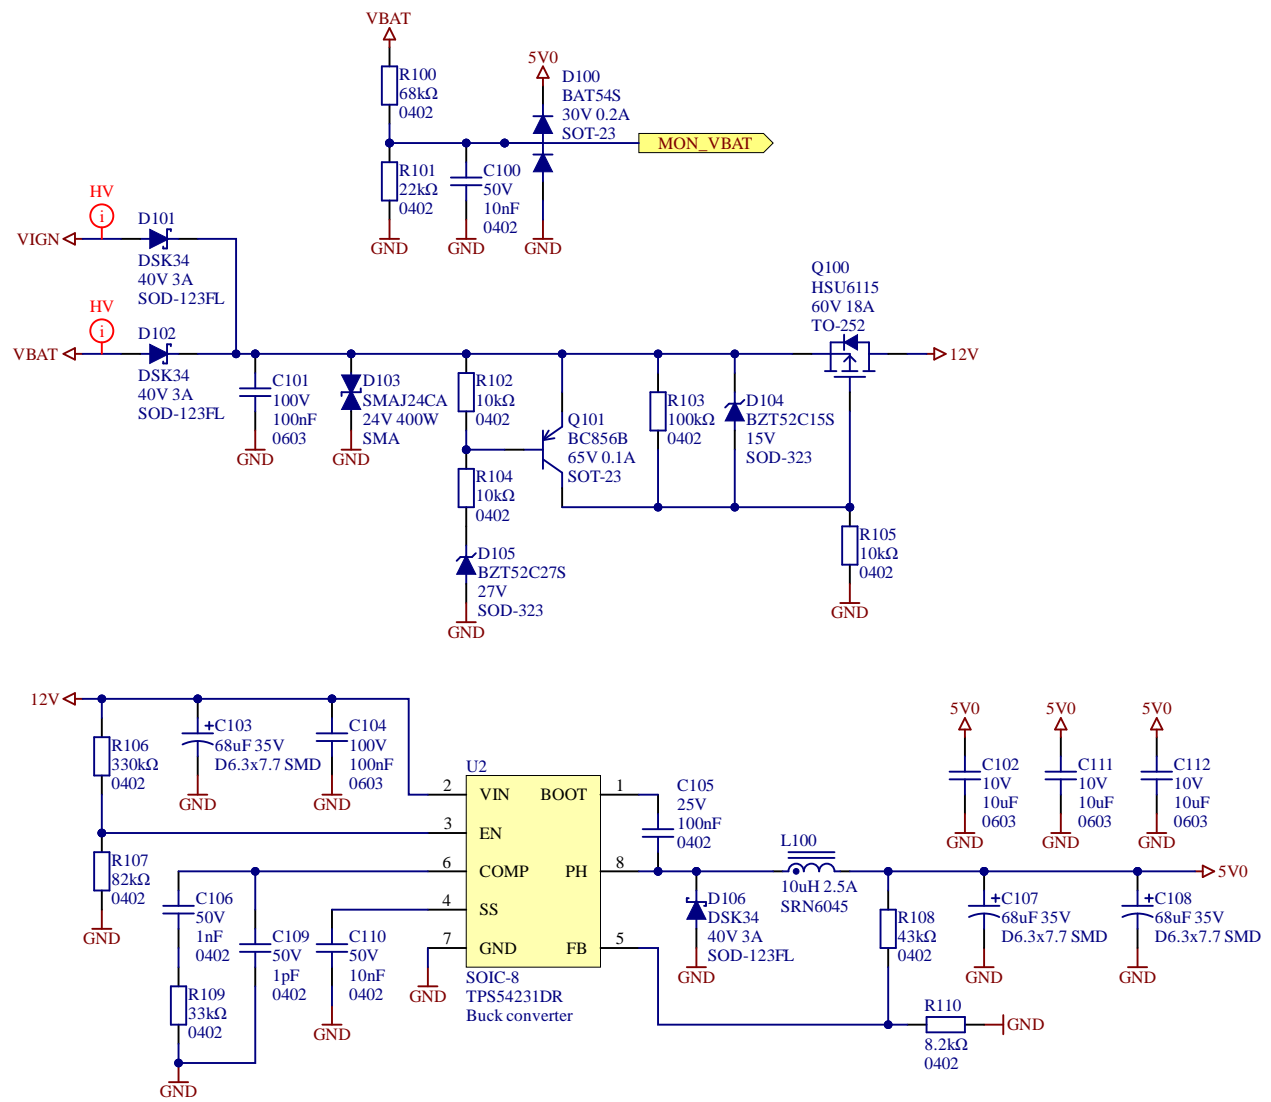 VBAT
R100
68kΩ
0402
5V0
D100
BAT54S
30V 0.2A
SOT-23
MON_VBAT
R101
22kΩ
0402
C100
50V
10nF
0402
GND
GND
GND
HV
i
VIGN
D101
DSK34
40V 3A
SOD-123FL
HV
i
VBAT
D102
DSK34
40V 3A
SOD-123FL
C101
100V
100nF
0603
GND
D103
SMAJ24CA
24V 400W
SMA
GND
R102
10kΩ
0402
R104
10kΩ
0402
D105
BZT52C27S
27V
SOD-323
GND
Q101
BC856B
65V 0.1A
SOT-23
R103
100kΩ
0402
D104
BZT52C15S
15V
SOD-323
Q100
HSU6115
60V 18A
TO-252
12V
R105
10kΩ
0402
GND
12V
R106
330kΩ
0402
C103
68uF 35V
D6.3x7.7 SMD
GND
C104
100V
100nF
0603
GND
R107
82kΩ
0402
GND
C106
50V
1nF
0402
R109
33kΩ
0402
GND
C109
50V
1pF
0402
C110
50V
10nF
0402
GND
GND
U2
2 VIN
3 EN
6 COMP
4 SS
7 GND
BOOT 1
PH 8
FB 5
SOIC-8
TPS54231DR
Buck converter
C105
25V
100nF
0402
D106
DSK34
40V 3A
SOD-123FL
GND
L100
10uH 2.5A
SRN6045
R108
43kΩ
0402
R110
8.2kΩ
0402
GND
C107
68uF 35V
D6.3x7.7 SMD
GND
C108
68uF 35V
D6.3x7.7 SMD
GND
5V0
5V0
C102
10V
10uF
0603
GND
5V0
C111
10V
10uF
0603
GND
5V0
C112
10V
10uF
0603
GND